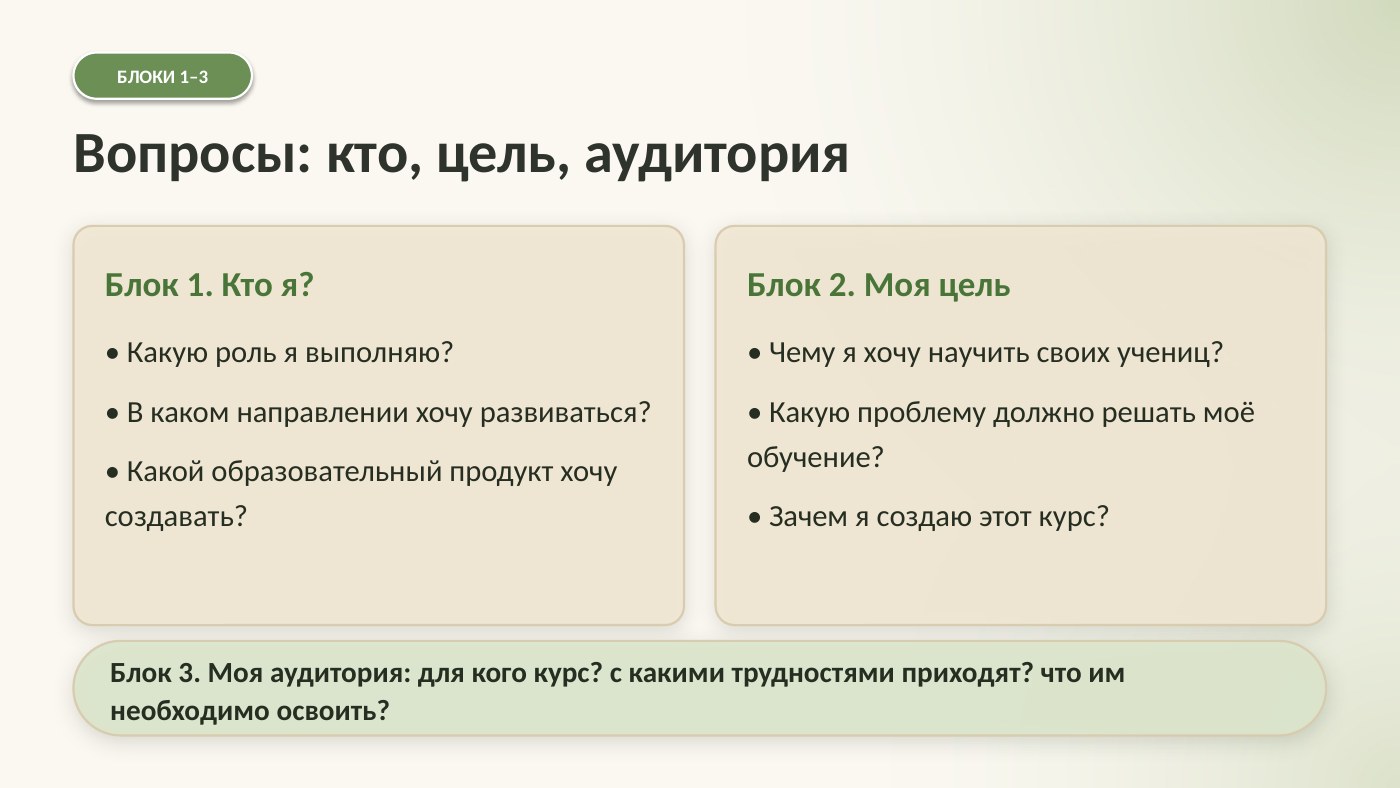 БЛОКИ 1–3
Вопросы: кто, цель, аудитория
Блок 1. Кто я?
• Какую роль я выполняю?
• В каком направлении хочу развиваться?
• Какой образовательный продукт хочу
создавать?
Блок 2. Моя цель
• Чему я хочу научить своих учениц?
• Какую проблему должно решать моё
обучение?
• Зачем я создаю этот курс?
Блок 3. Моя аудитория: для кого курс? с какими трудностями приходят? что им
необходимо освоить?